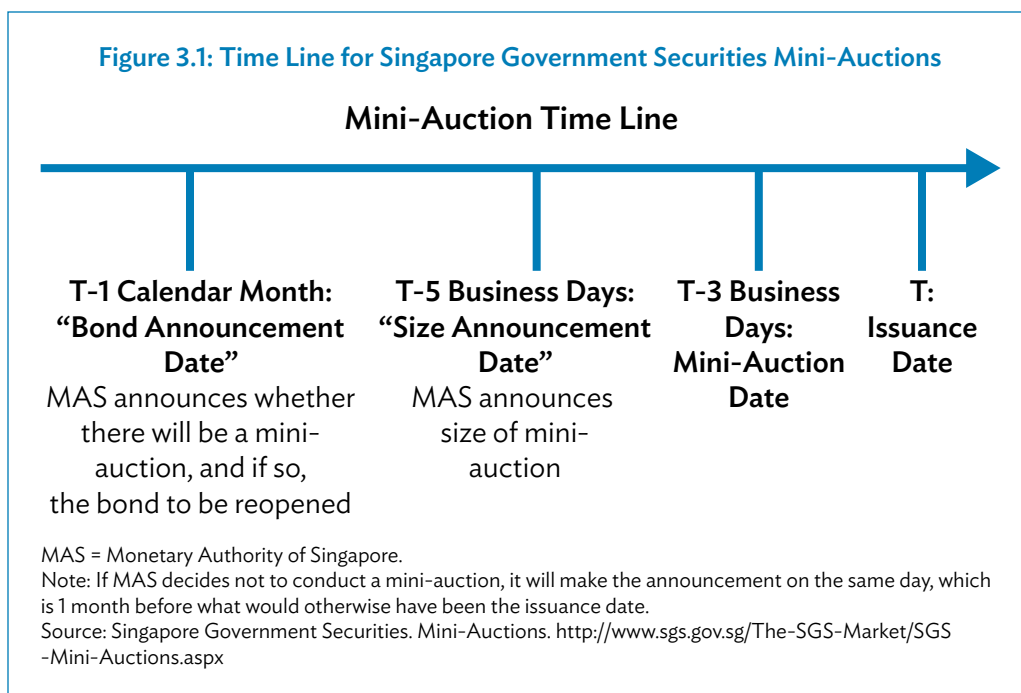 Figure 3.1: Time Line for Singapore Government Securities Mini-Auctions
Mini-Auction Time Line
T-1 Calendar Month:
“Bond Announcement
Date”
MAS announces whether
there will be a mini-
auction, and if so,
the bond to be reopened
T-5 Business Days:
“Size Announcement
Date”
MAS announces
size of mini-
auction
T-3 Business
Days:
Mini-Auction
Date
T:
Issuance
Date
MAS = Monetary Authority of Singapore.
Note: If MAS decides not to conduct a mini-auction, it will make the announcement on the same day, which
is 1 month before what would otherwise have been the issuance date.
Source: Singapore Government Securities. Mini-Auctions. http://www.sgs.gov.sg/The-SGS-Market/SGS
-Mini-Auctions.aspx